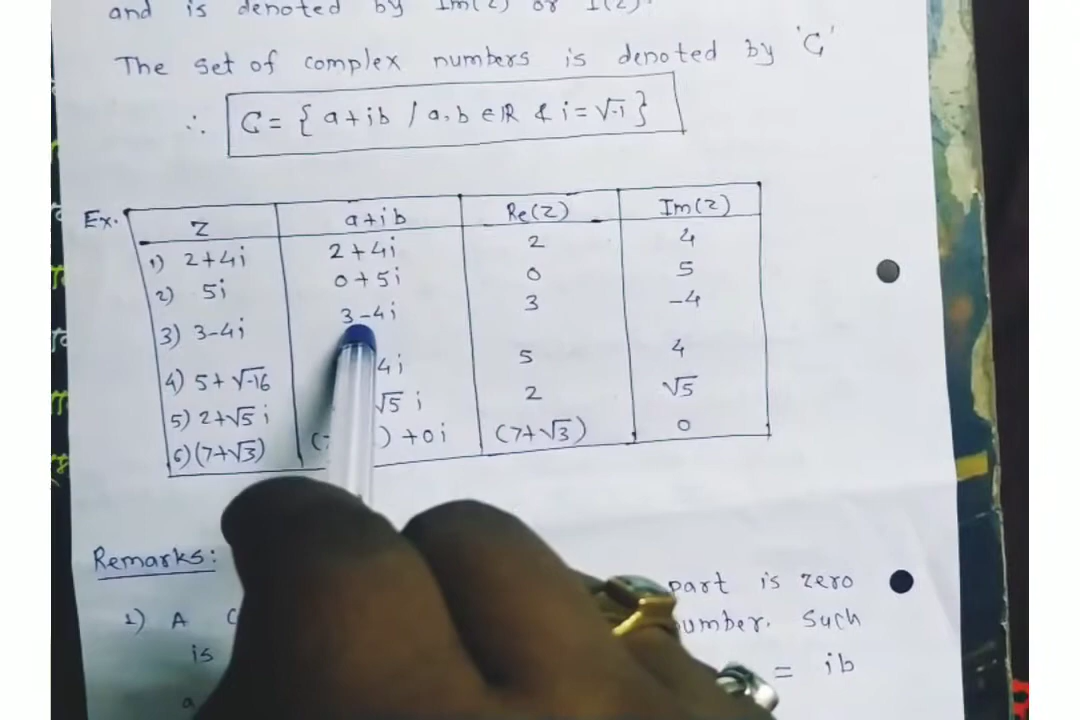 and is denoted by Im(z) or I(z).
The set of complex numbers is denoted by 'C'
∴ C = { a+ib / a,b ∈ ℝ & i = √-1 }
Ex. z a+ib Re(z) Im(z)
1) 2+4i 2+4i 2 4
2) 5i 0+5i 0 5
3) 3-4i 3-4i 3 -4
4) 5+√-16 4i 5 4
5) 2+√5 i √5 i 2 √5
6) (7+√3) ) +0i (7+√3) 0
Remarks:
1) A part is zero
is number. Such
a = ib